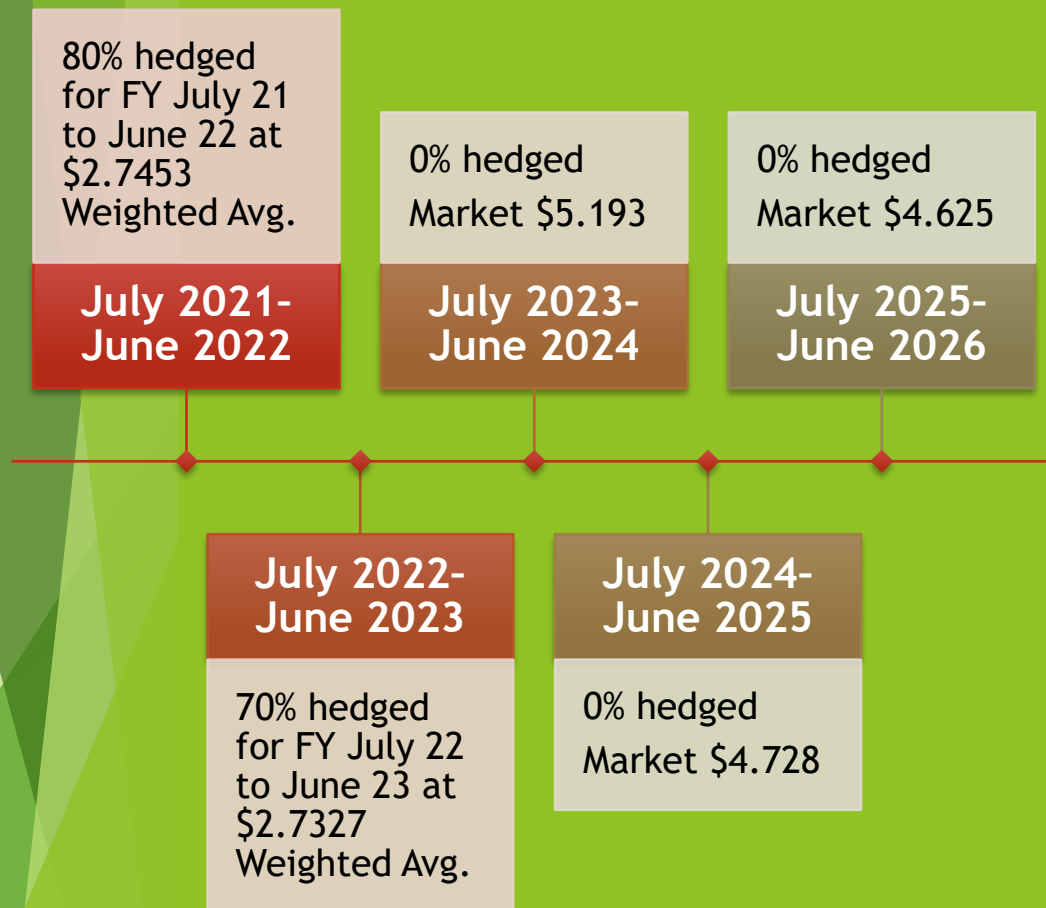 80% hedged
for FY July 21
to June 22 at
$2.7453
Weighted Avg.
July 2021–
June 2022
0% hedged
Market $5.193
July 2023–
June 2024
0% hedged
Market $4.625
July 2025–
June 2026
July 2022–
June 2023
70% hedged
for FY July 22
to June 23 at
$2.7327
Weighted Avg.
July 2024–
June 2025
0% hedged
Market $4.728